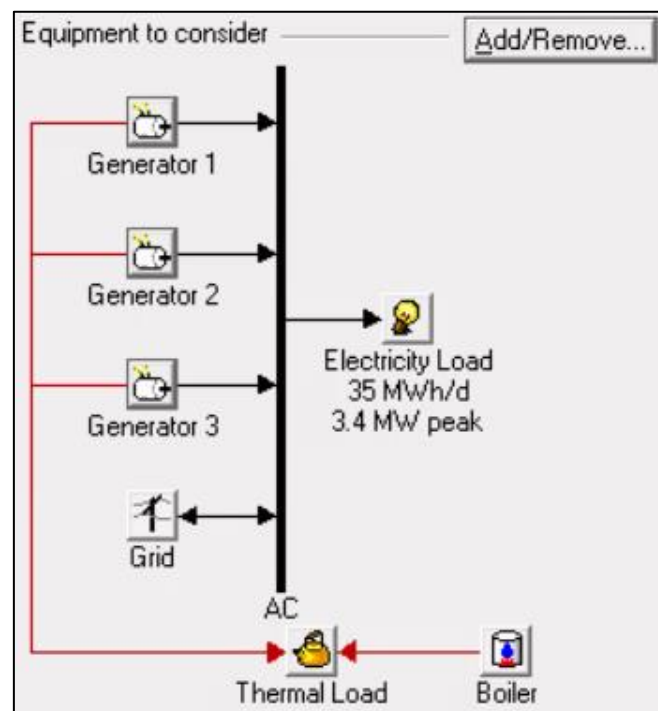 Equipment to consider
Add/Remove...
Generator 1
Generator 2
Generator 3
Electricity Load
35 MWh/d
3.4 MW peak
Grid
AC
Thermal Load
Boiler